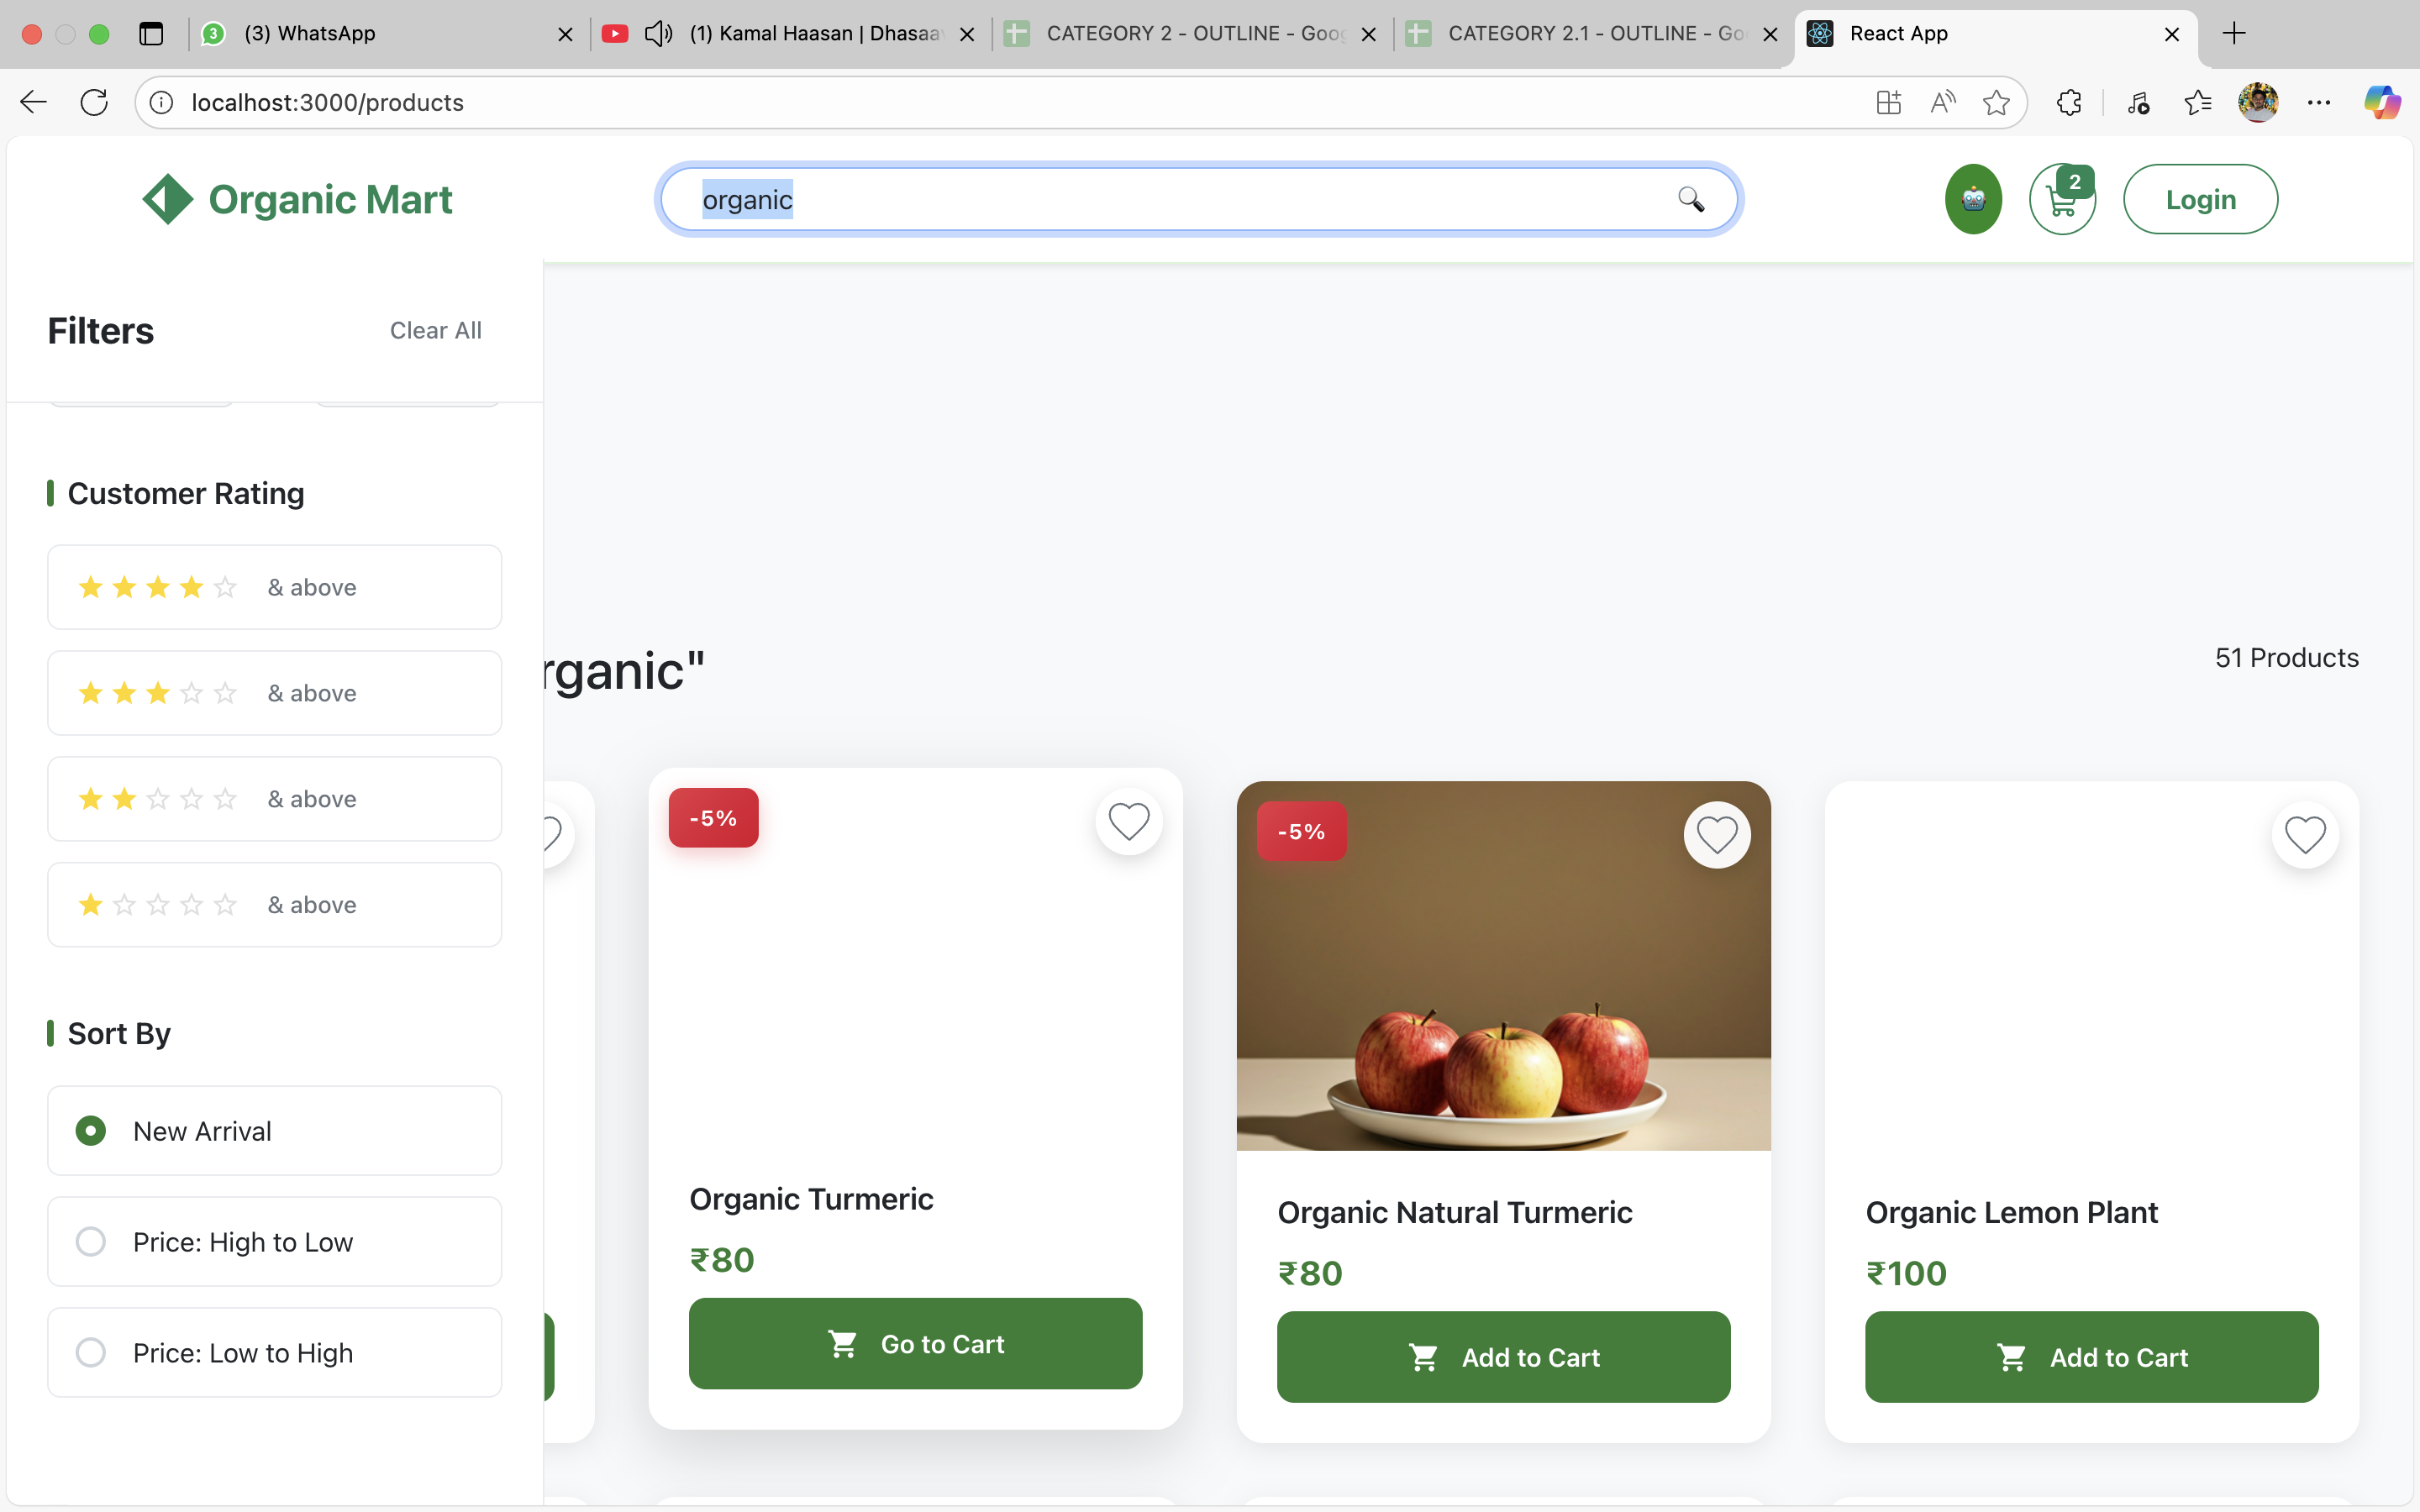 3
(3) WhatsApp
(1) Kamal Haasan | Dhasaa
CATEGORY 2 - OUTLINE - Goog
CATEGORY 2.1 - OUTLINE - Go
React App
localhost:3000/products
Organic Mart
organic
2
Login
Filters
Clear All
rganic"
51 Products
Customer Rating
& above
& above
& above
& above
Sort By
New Arrival
Price: High to Low
Price: Low to High
-5%
Organic Turmeric
₹80
Go to Cart
-5%
Organic Natural Turmeric
₹80
Add to Cart
Organic Lemon Plant
₹100
Add to Cart